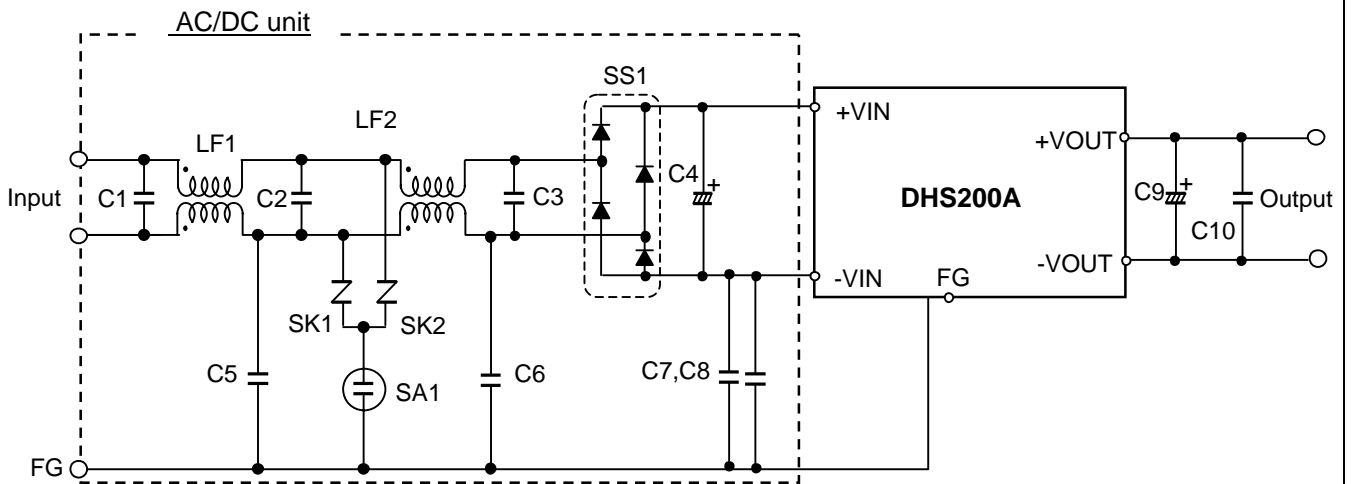 AC/DC unit
SS1
LF2
LF1
+VIN
+VOUT
C4
+
C9
+
Input
C1
C2
C3
DHS200A
Output
C10
-VOUT
-VIN
FG
SK1
SK2
C5
SA1
C6
C7,C8
FG